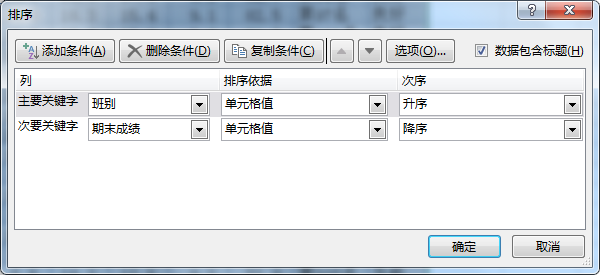 排序
添加条件(A) 删除条件(D) 复制条件(C) 选项(O)... 数据包含标题(H)
列 排序依据 次序
主要关键字 班别 单元格值 升序
次要关键字 期末成绩 单元格值 降序
确定 取消